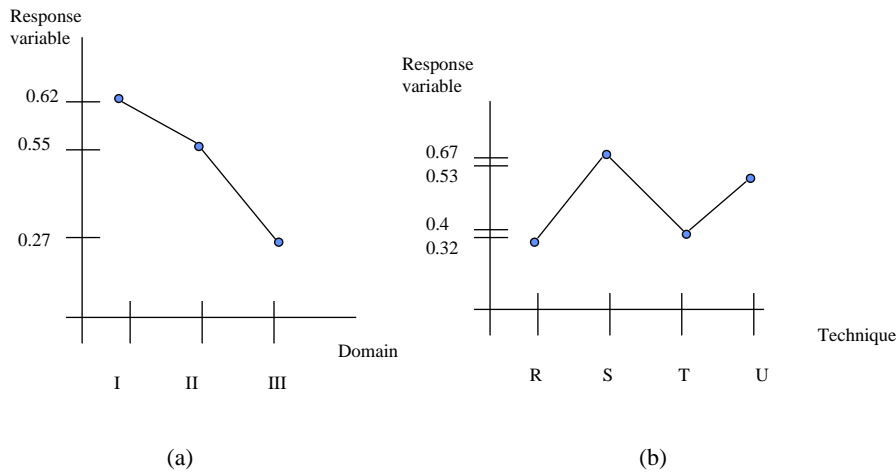 Response
variable
0.62
0.55
0.27
Domain
I II III
(a)
Response
variable
0.67
0.53
0.4
0.32
Technique
R S T U
(b)